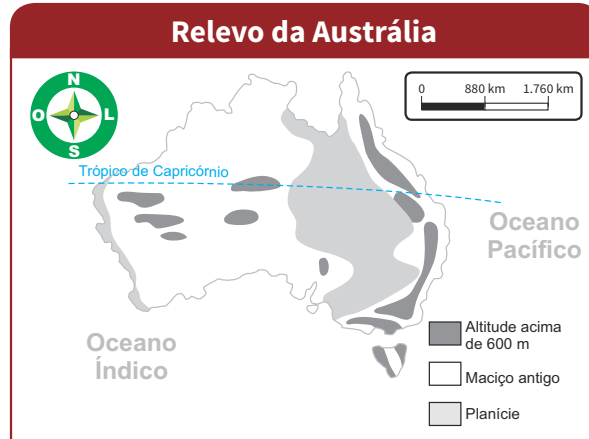 Relevo da Austrália
N
O
L
S
0 880 km 1.760 km
Trópico de Capricórnio
Oceano
Pacífico
Oceano
Índico
Altitude acima
de 600 m
Maciço antigo
Planície